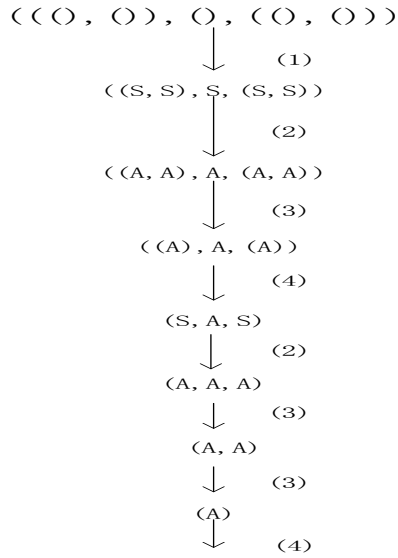 (((), ()), (), ((), ()))
(1)
((S, S), S, (S, S))
(2)
((A, A), A, (A, A))
(3)
((A), A, (A))
(4)
(S, A, S)
(2)
(A, A, A)
(3)
(A, A)
(3)
(A)
(4)